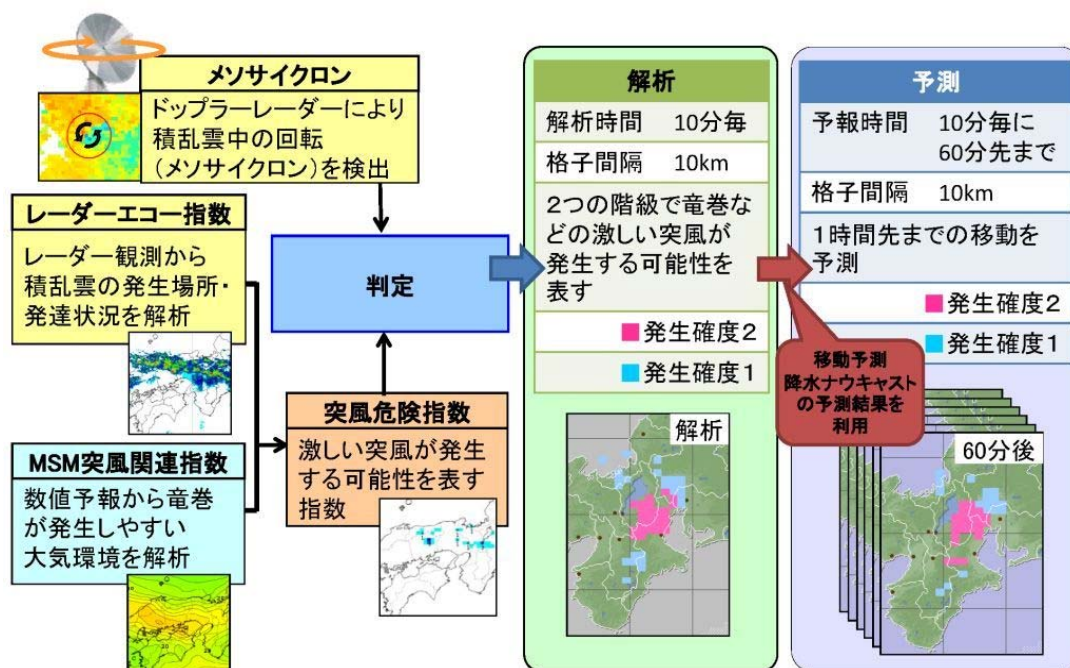 メソサイクロン
ドップラーレーダーにより
積乱雲中の回転
(メソサイクロン)を検出
レーダーエコー指数
レーダー観測から
積乱雲の発生場所・
発達状況を解析
MSM突風関連指数
数値予報から竜巻
が発生しやすい
大気環境を解析
判定
突風危険指数
激しい突風が発生
する可能性を表す
指数
解析
解析時間 10分毎
格子間隔 10km
2つの階級で竜巻な
どの激しい突風が
発生する可能性を
表す
発生確度2
発生確度1
解析
移動予測
降水ナウキャスト
の予測結果を
利用
予測
予報時間 10分毎に
60分先まで
格子間隔 10km
1時間先までの移動を
予測
発生確度2
発生確度1
60分後